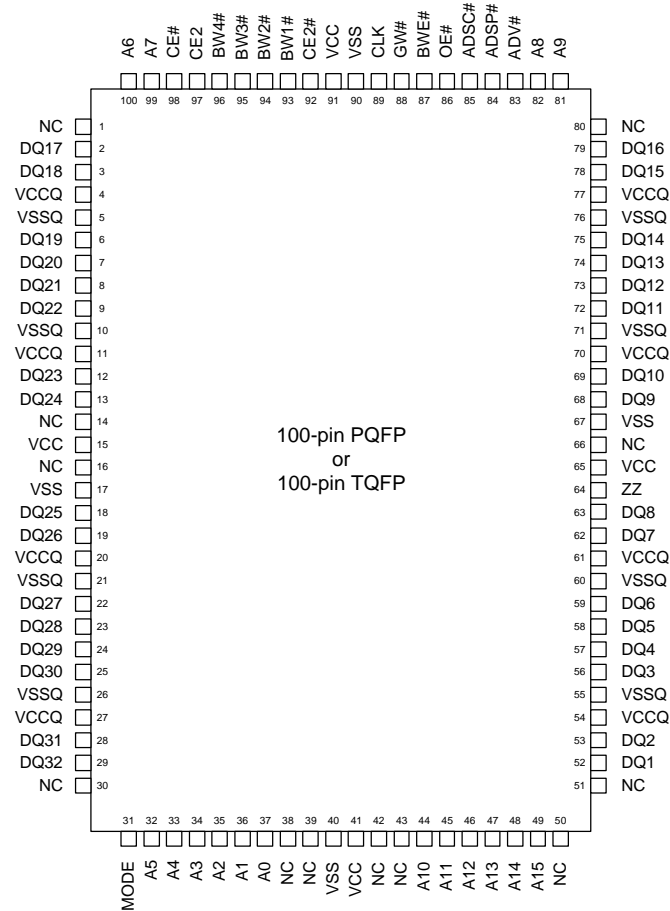 A6 A7 CE# CE2 BW4# BW3# BW2# BW1# CE2# VCC VSS CLK GW# BWE# OE# ADSC# ADSP# ADV# A8 A9
100 99 98 97 96 95 94 93 92 91 90 89 88 87 86 85 84 83 82 81
NC 1 80 NC
DQ17 2 79 DQ16
DQ18 3 78 DQ15
VCCQ 4 77 VCCQ
VSSQ 5 76 VSSQ
DQ19 6 75 DQ14
DQ20 7 74 DQ13
DQ21 8 73 DQ12
DQ22 9 72 DQ11
VSSQ 10 71 VSSQ
VCCQ 11 70 VCCQ
DQ23 12 69 DQ10
DQ24 13 68 DQ9
NC 14 67 VSS
VCC 15 66 NC
NC 16 65 VCC
VSS 17 64 ZZ
DQ25 18 63 DQ8
DQ26 19 62 DQ7
VCCQ 20 61 VCCQ
VSSQ 21 60 VSSQ
DQ27 22 59 DQ6
DQ28 23 58 DQ5
DQ29 24 57 DQ4
DQ30 25 56 DQ3
VSSQ 26 55 VSSQ
VCCQ 27 54 VCCQ
DQ31 28 53 DQ2
DQ32 29 52 DQ1
NC 30 51 NC
100-pin PQFP
or
100-pin TQFP
31 32 33 34 35 36 37 38 39 40 41 42 43 44 45 46 47 48 49 50
MODE A5 A4 A3 A2 A1 A0 NC NC VSS VCC NC NC A10 A11 A12 A13 A14 A15 NC